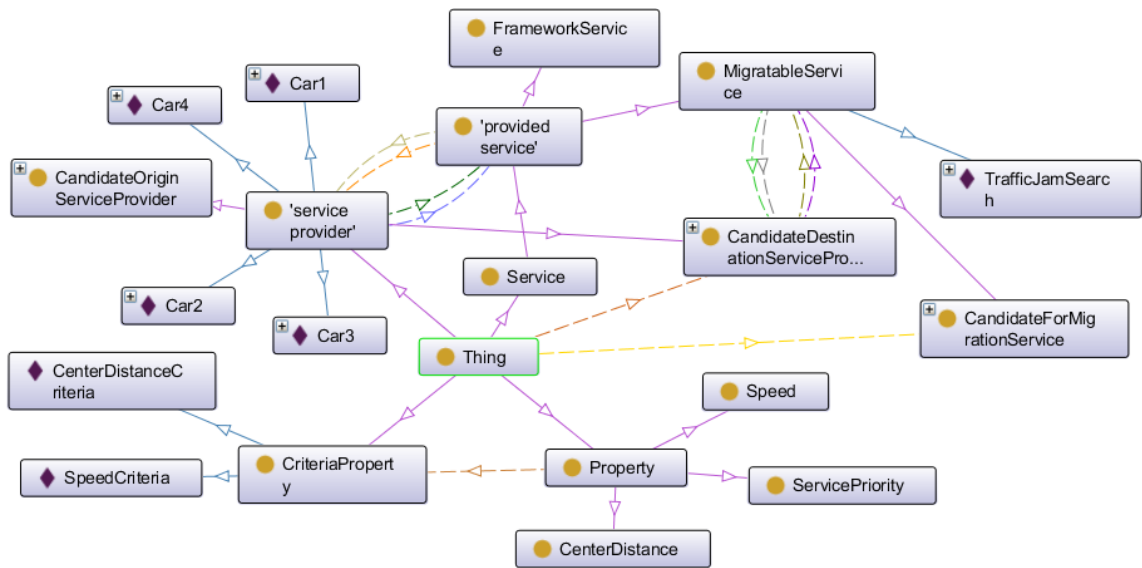 FrameworkServic
e
MigratableServi
ce
Car1
Car4
'provided
service'
CandidateOrigin
ServiceProvider
TrafficJamSearc
h
'service
provider'
CandidateDestin
ationServicePro...
Service
Car2
Car3
CandidateForMig
rationService
Thing
CenterDistanceC
riteria
Speed
SpeedCriteria
CriteriaPropert
y
Property
ServicePriority
CenterDistance